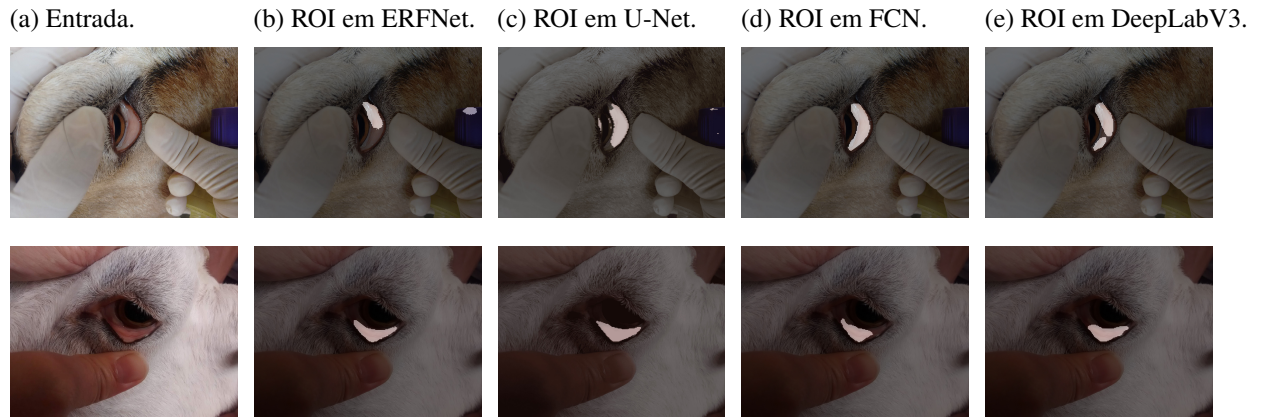 (a) Entrada. (b) ROI em ERFNet. (c) ROI em U-Net. (d) ROI em FCN. (e) ROI em DeepLabV3.